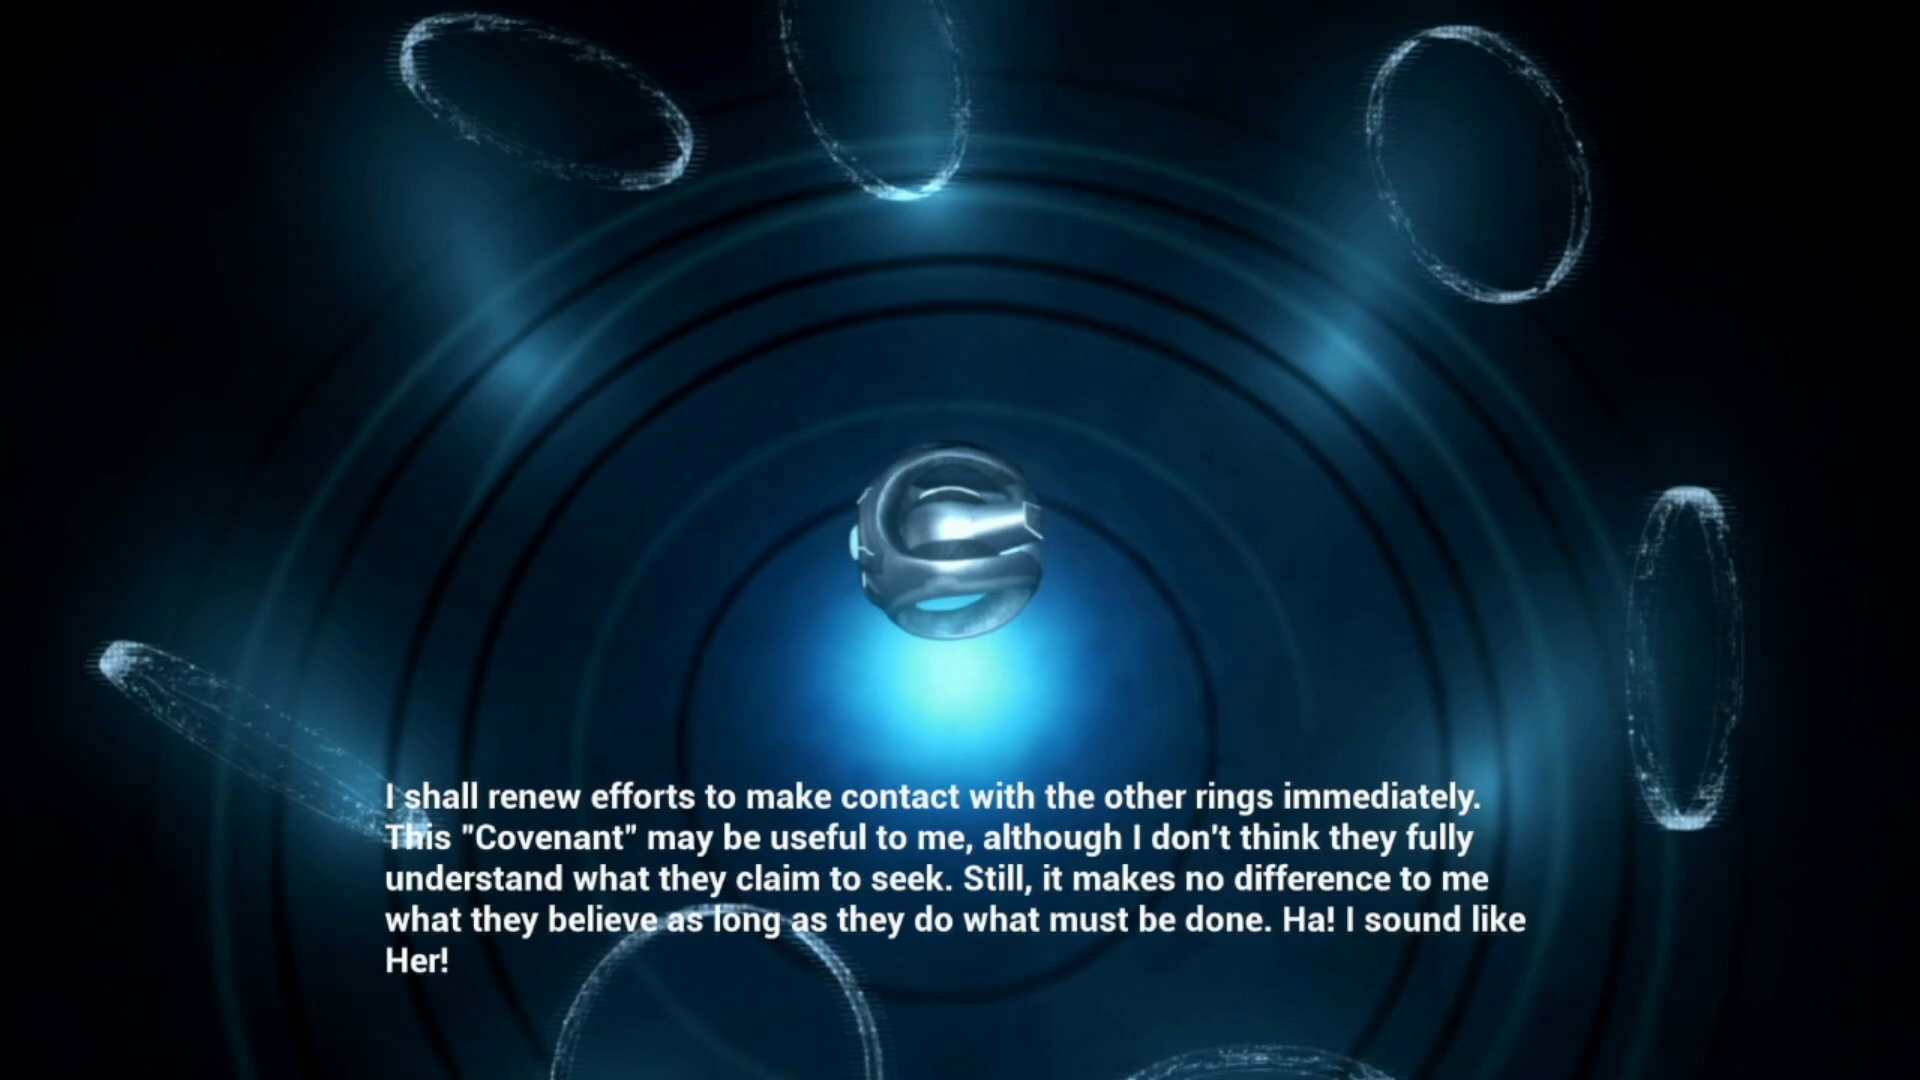 I shall renew efforts to make contact with the other rings immediately.
This "Covenant" may be useful to me, although I don't think they fully
understand what they claim to seek. Still, it makes no difference to me
what they believe as long as they do what must be done. Ha! I sound like
Her!